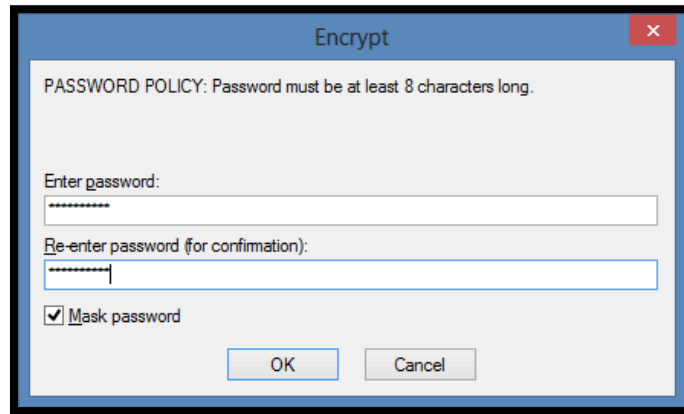 Encrypt
PASSWORD POLICY: Password must be at least 8 characters long.
Enter password:
**********
Re-enter password (for confirmation):
**********
Mask password
OK
Cancel